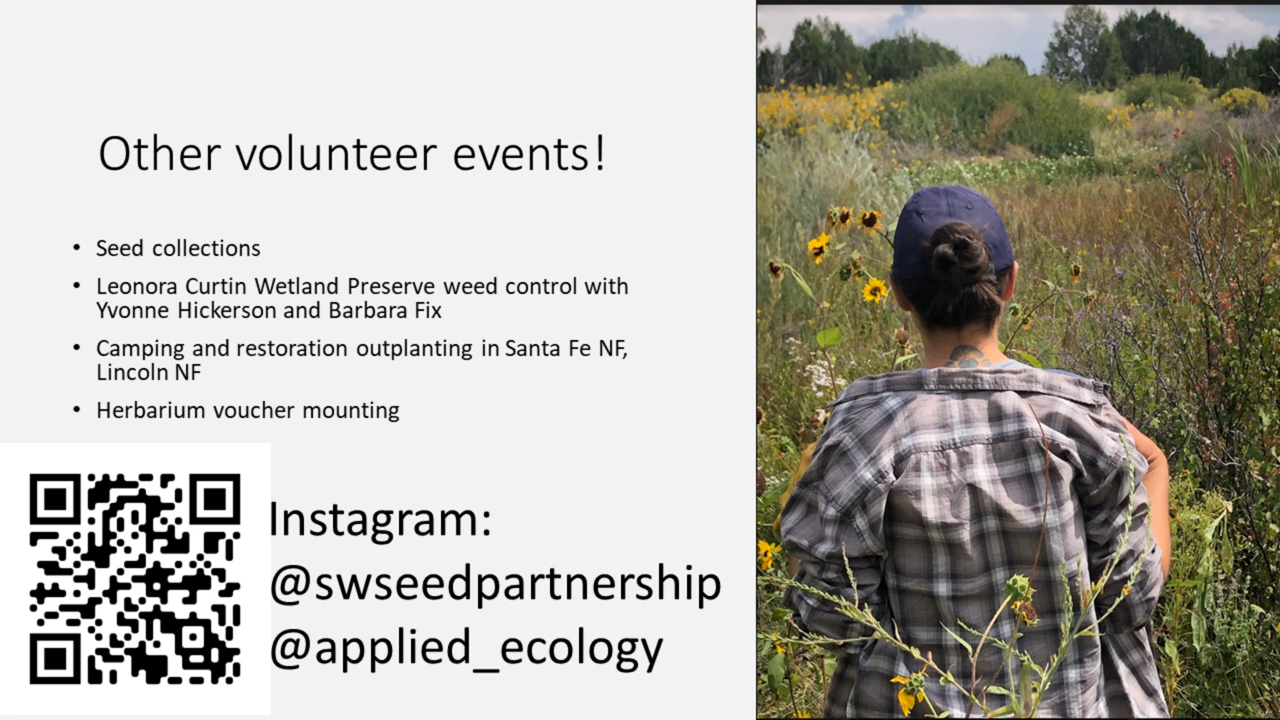 Other volunteer events!
• Seed collections
• Leonora Curtin Wetland Preserve weed control with
Yvonne Hickerson and Barbara Fix
• Camping and restoration outplanting in Santa Fe NF,
Lincoln NF
• Herbarium voucher mounting
Instagram:
@swseedpartnership
@applied_ecology